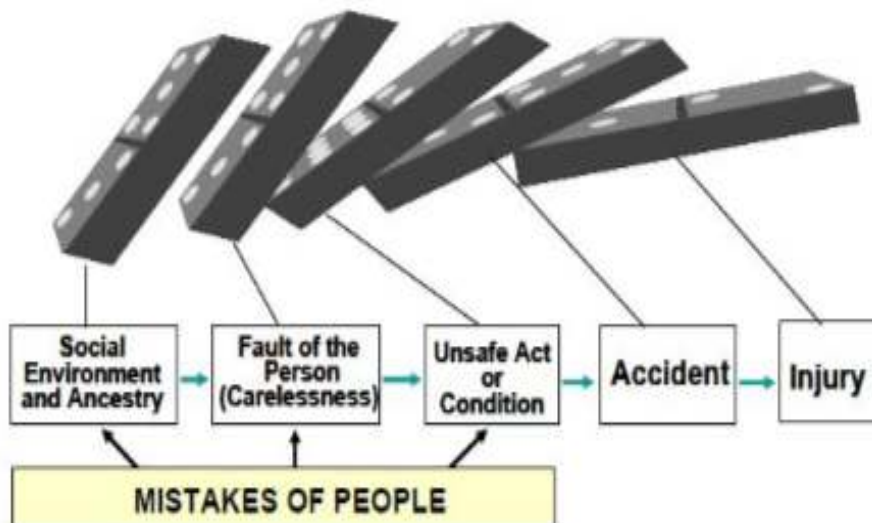 Social
Environment
and Ancestry
Fault of the
Person
(Carelessness)
Unsafe Act
or
Condition
Accident
Injury
MISTAKES OF PEOPLE